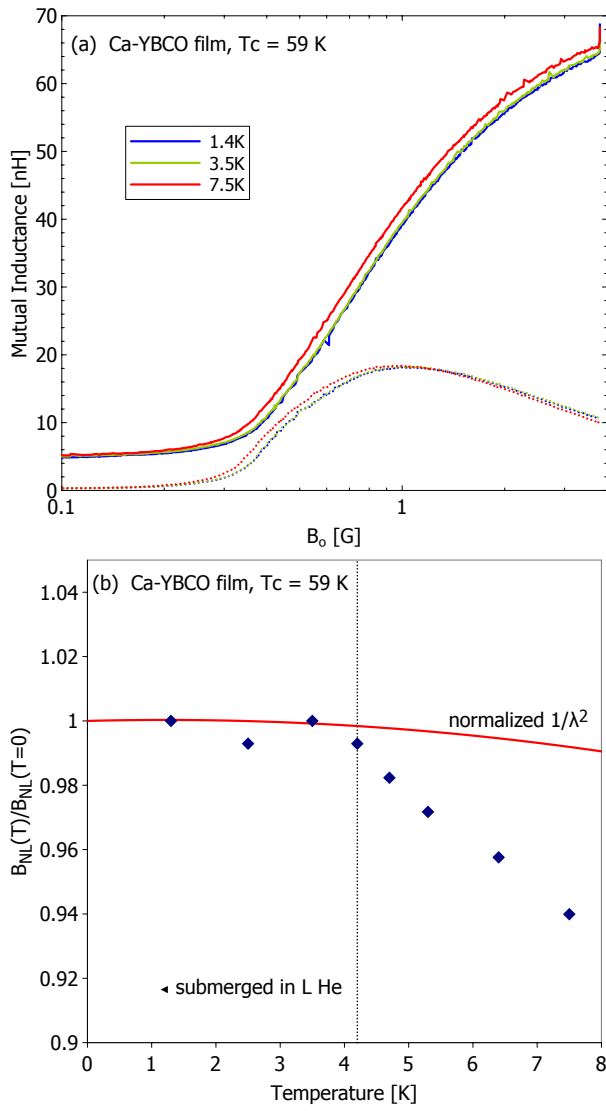 70
(a) Ca-YBCO film, Tc = 59 K
60
1.4K
3.5K
7.5K
50
40
30
20
10
0
Mutual Inductance [nH]
0.1
1
Bo [G]
1.04
(b) Ca-YBCO film, Tc = 59 K
1.02
normalized 1/λ²
1
0.98
0.96
0.94
0.92
0.9
BNL(T)/BNL(T=0)
◄ submerged in L He
0 1 2 3 4 5 6 7 8
Temperature [K]